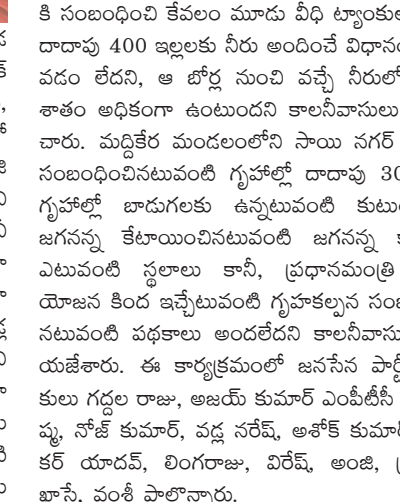 కి సంబంధించి కేవలం మూడు వీధి ట్యాంకుల
దాదాపు 400 ఇల్లలకు నీరు అందించే విధానం
వడం లేదని, ఆ బోర్ల నుంచి వచ్చే నీరులో
శాతం అధికంగా ఉంటుందని కాలనీవాసులు
చారు. మద్దికేర మండలంలోని సాయి నగర్
సంబంధించినటువంటి గృహాల్లో దాదాపు 30
గృహాల్లో బాడుగలకు ఉన్నటువంటి కుటుం
జగనన్న కేటాయించినటువంటి జగనన్న
ఎటువంటి స్థలాలు కానీ, ప్రధానమంత్రి
యోజన కింద ఇచ్చేటువంటి గృహకల్పన సంబ
నటువంటి పథకాలు అందలేదని కాలనీవాసు
యజేశారు. ఈ కార్యక్రమంలో జనసేన పార్టీ
కులు గద్దల రాజు, అజయ్ కుమార్ ఎంపీటీసీ
ష్మ, నోజ్ కుమార్, వడ్ల నరేష్, అశోక్ కుమార్
కర్ యాదవ్, లింగరాజు, విరేష్, అంజి,
ఖాసే, వంశీ పాల్గొన్నారు.